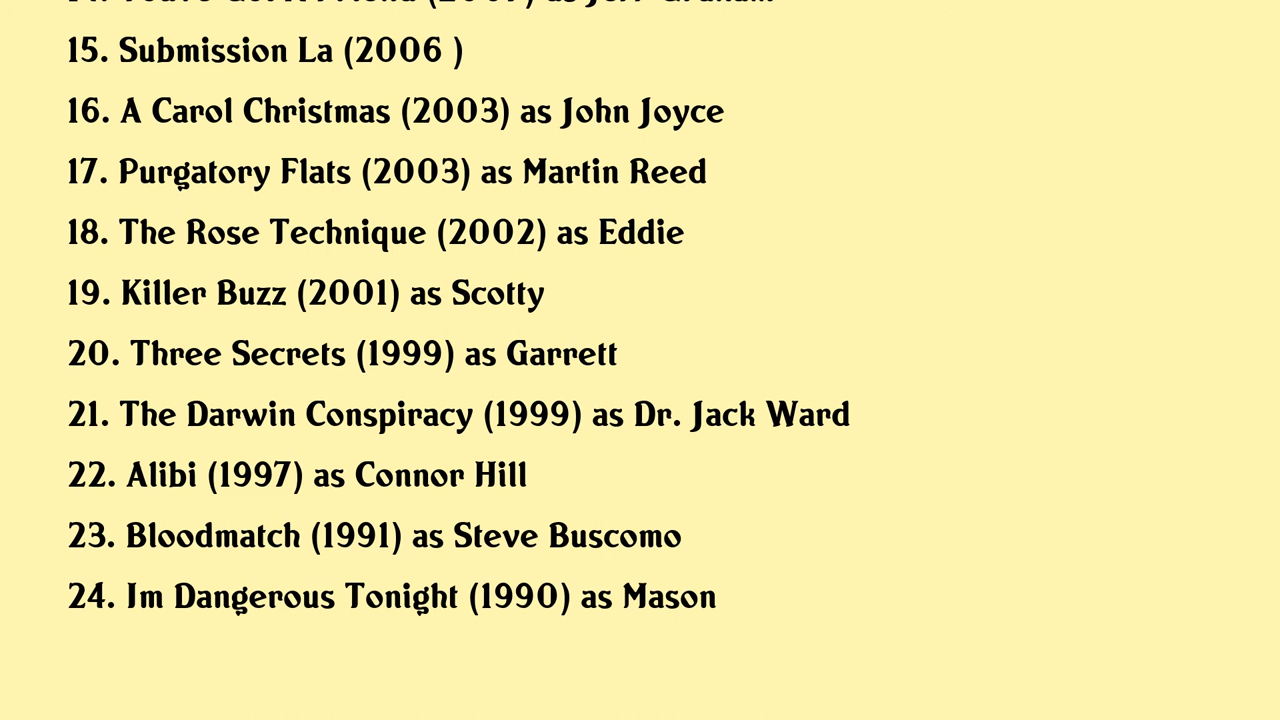 15. Submission La (2006 )
16. A Carol Christmas (2003) as John Joyce
17. Purgatory Flats (2003) as Martin Reed
18. The Rose Technique (2002) as Eddie
19. Killer Buzz (2001) as Scotty
20. Three Secrets (1999) as Garrett
21. The Darwin Conspiracy (1999) as Dr. Jack Ward
22. Alibi (1997) as Connor Hill
23. Bloodmatch (1991) as Steve Buscomo
24. Im Dangerous Tonight (1990) as Mason